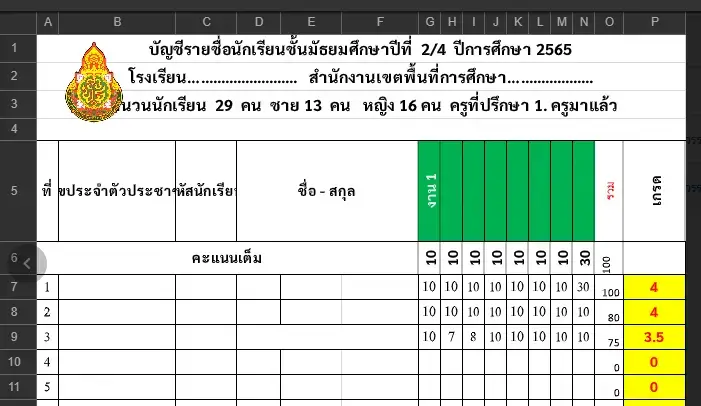 A B C D E F G H I J K L M N O P
1 บัญชีรายชื่อนักเรียนชั้นมัธยมศึกษาปีที่ 2/4 ปีการศึกษา 2565
2 โรงเรียน........................... สำนักงานเขตพื้นที่การศึกษา.....................
3 นวนนักเรียน 29 คน ชาย 13 คน หญิง 16 คน ครูที่ปรึกษา 1. ครูมาแล้ว
4
5 ที่ ขประจำตัวประชา หัสนักเรีย ชื่อ - สกุล งาน 1 รวม เกรด
6 คะแนนเต็ม 10 10 10 10 10 10 10 30 100
7 1 10 10 10 10 10 10 10 30 100 4
8 2 10 10 10 10 10 10 10 10 80 4
9 3 10 7 8 10 10 10 10 10 75 3.5
10 4 0 0
11 5 0 0